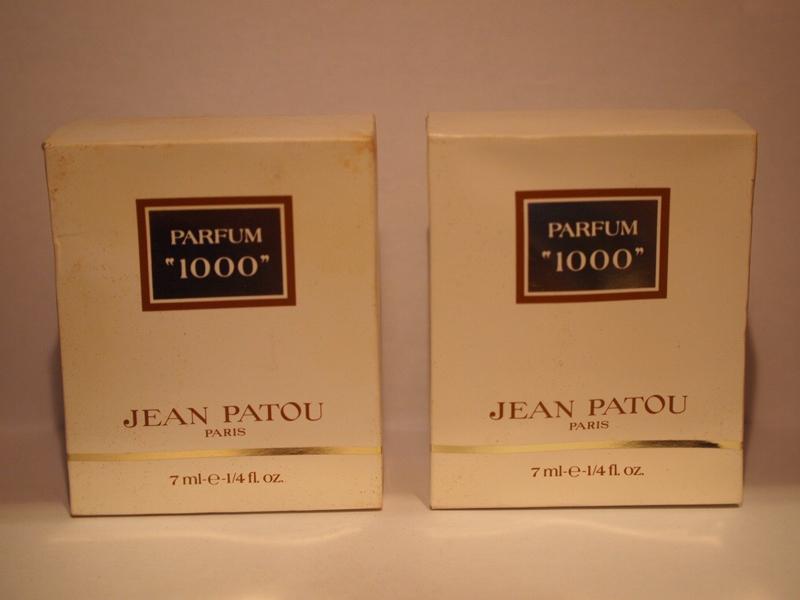 PARFUM
"1000"
JEAN PATOU
PARIS
7 ml-e-1/4 fl. oz.
PARFUM
"1000"
JEAN PATOU
PARIS
7 ml-e-1/4 fl. oz.